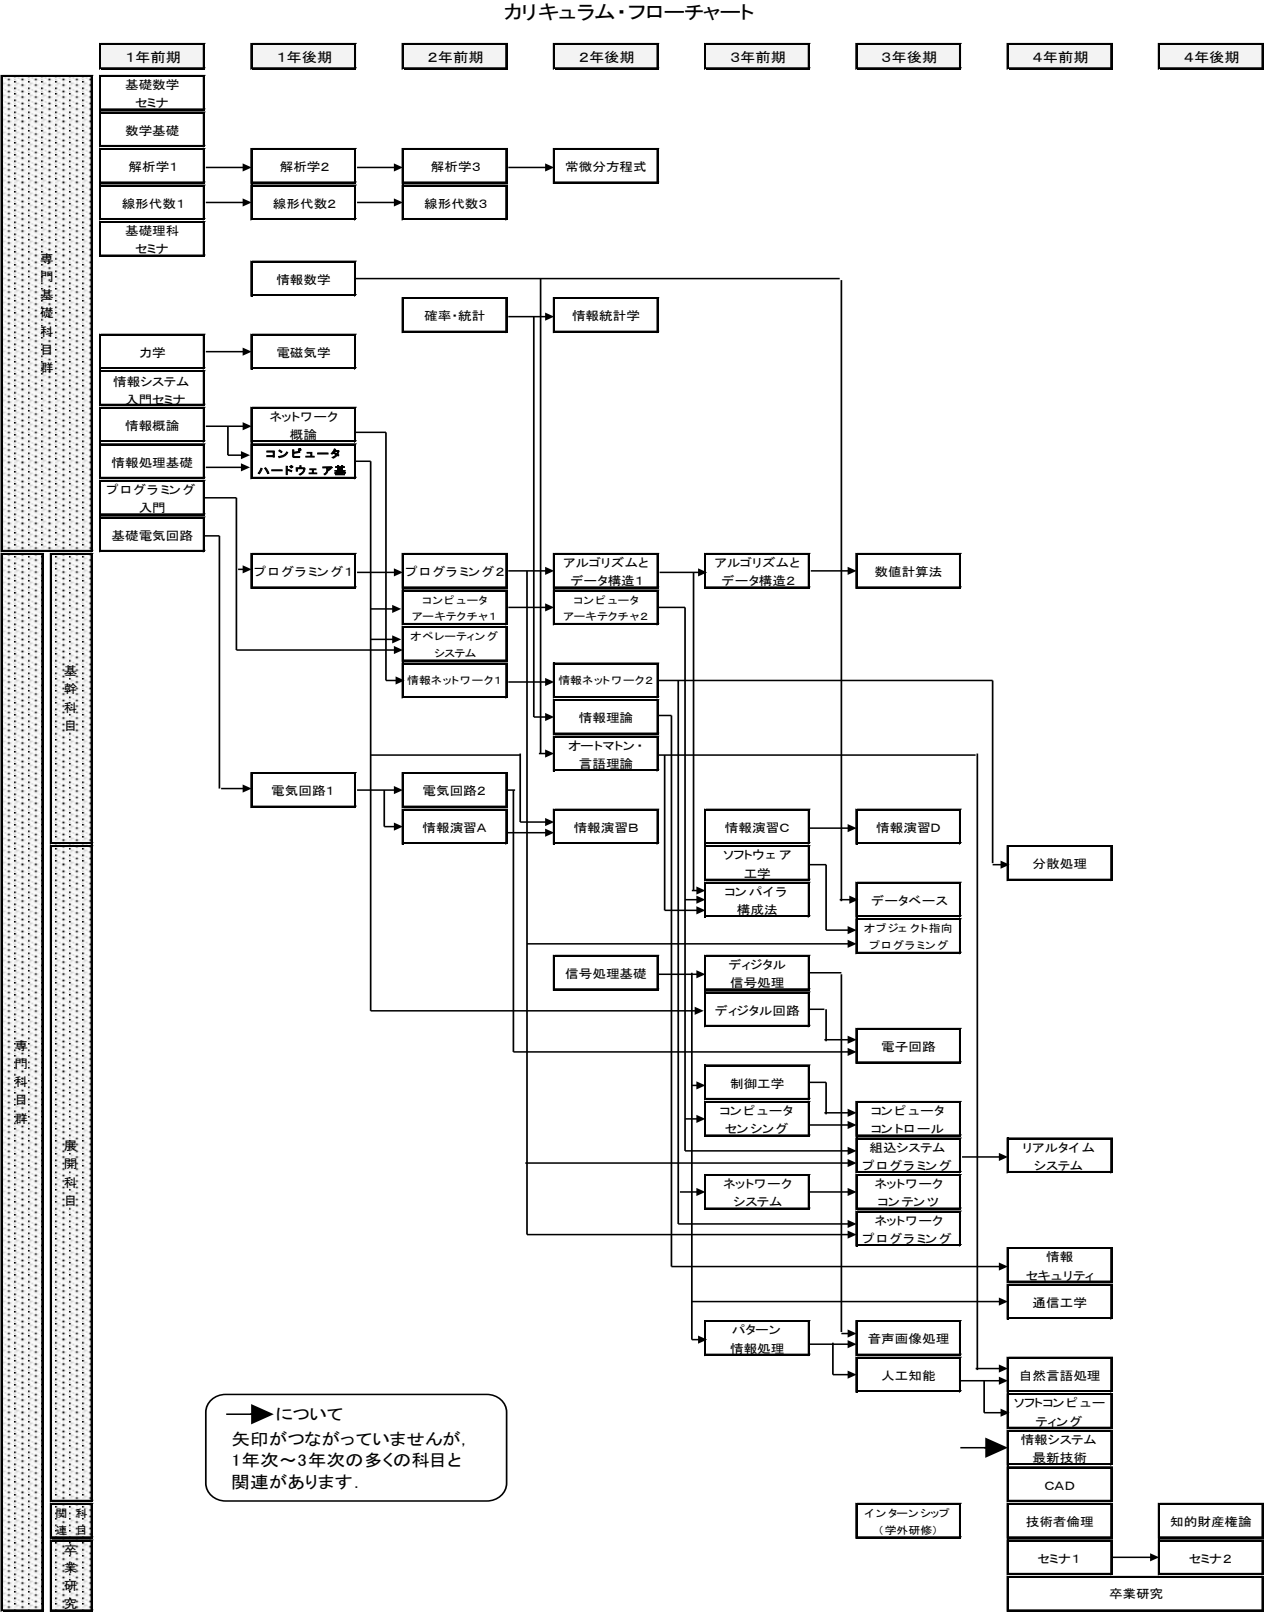 カリキュラム・フローチャート
1年前期
1年後期
2年前期
2年後期
3年前期
3年後期
4年前期
4年後期
専門基礎科目群
基礎数学
セミナ
数学基礎
解析学1
解析学2
解析学3
常微分方程式
線形代数1
線形代数2
線形代数3
基礎理科
セミナ
情報数学
確率・統計
情報統計学
力学
電磁気学
情報システム
入門セミナ
情報概論
ネットワーク
概論
情報処理基礎
コンピュータ
ハードウェア基
プログラミング
入門
基礎電気回路
専門科目群
基幹科目
プログラミング1
プログラミング2
アルゴリズムと
データ構造1
アルゴリズムと
データ構造2
数値計算法
コンピュータ
アーキテクチャ1
コンピュータ
アーキテクチャ2
オペレーティング
システム
情報ネットワーク1
情報ネットワーク2
情報理論
オートマトン・
言語理論
電気回路1
電気回路2
情報演習A
情報演習B
情報演習C
情報演習D
展開科目
ソフトウェア
工学
分散処理
コンパイラ
構成法
データベース
オブジェクト指向
プログラミング
信号処理基礎
ディジタル
信号処理
ディジタル回路
電子回路
制御工学
コンピュータ
センシング
コンピュータ
コントロール
組込システム
プログラミング
リアルタイム
システム
ネットワーク
システム
ネットワーク
コンテンツ
ネットワーク
プログラミング
情報
セキュリティ
通信工学
パターン
情報処理
音声画像処理
人工知能
自然言語処理
ソフトコンピュー
ティング
情報システム
最新技術
CAD
について
矢印がつながっていませんが,
1年次～3年次の多くの科目と
関連があります.
関連科目
インターンシップ
（学外研修）
技術者倫理
知的財産権論
卒業研究
セミナ1
セミナ2
卒業研究